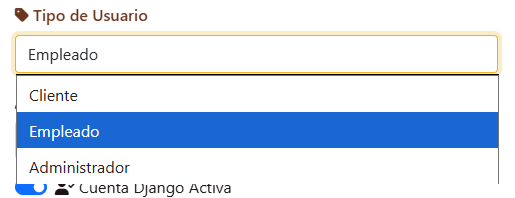 Tipo de Usuario
Empleado
Cliente
Empleado
Administrador
Cuenta Django Activa